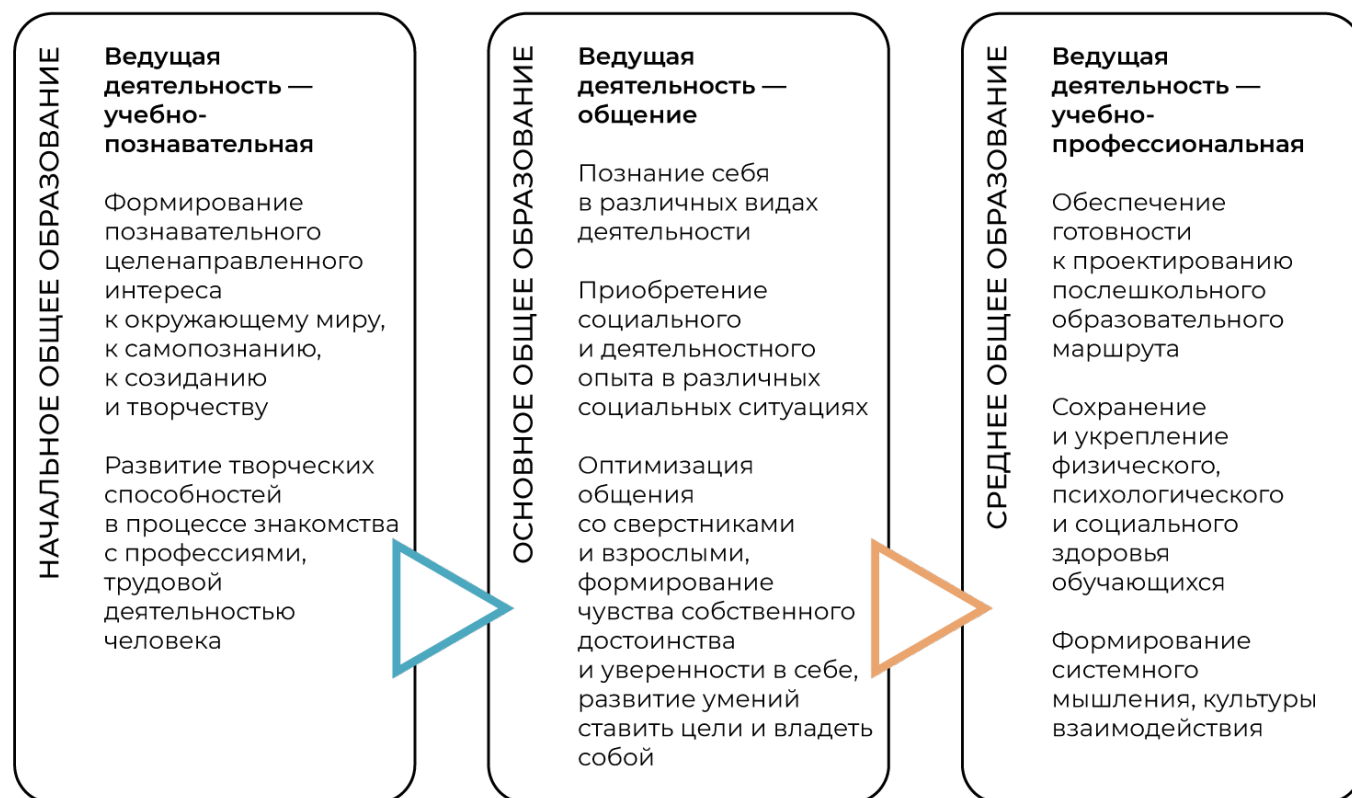 НАЧАЛЬНОЕ ОБЩЕЕ ОБРАЗОВАНИЕ
Ведущая
деятельность —
учебно-
познавательная
Формирование
познавательного
целенаправленного
интереса
к окружающему миру,
к самопознанию,
к созиданию
и творчеству
Развитие творческих
способностей
в процессе знакомства
с профессиями,
трудовой
деятельностью
человека
ОСНОВНОЕ ОБЩЕЕ ОБРАЗОВАНИЕ
Ведущая
деятельность —
общение
Познание себя
в различных видах
деятельности
Приобретение
социального
и деятельностного
опыта в различных
социальных ситуациях
Оптимизация
общения
со сверстниками
и взрослыми,
формирование
чувства собственного
достоинства
и уверенности в себе,
развитие умений
ставить цели и владеть
собой
СРЕДНЕЕ ОБЩЕЕ ОБРАЗОВАНИЕ
Ведущая
деятельность —
учебно-
профессиональная
Обеспечение
готовности
к проектированию
послешкольного
образовательного
маршрута
Сохранение
и укрепление
физического,
психологического
и социального
здоровья
обучающихся
Формирование
системного
мышления, культуры
взаимодействия